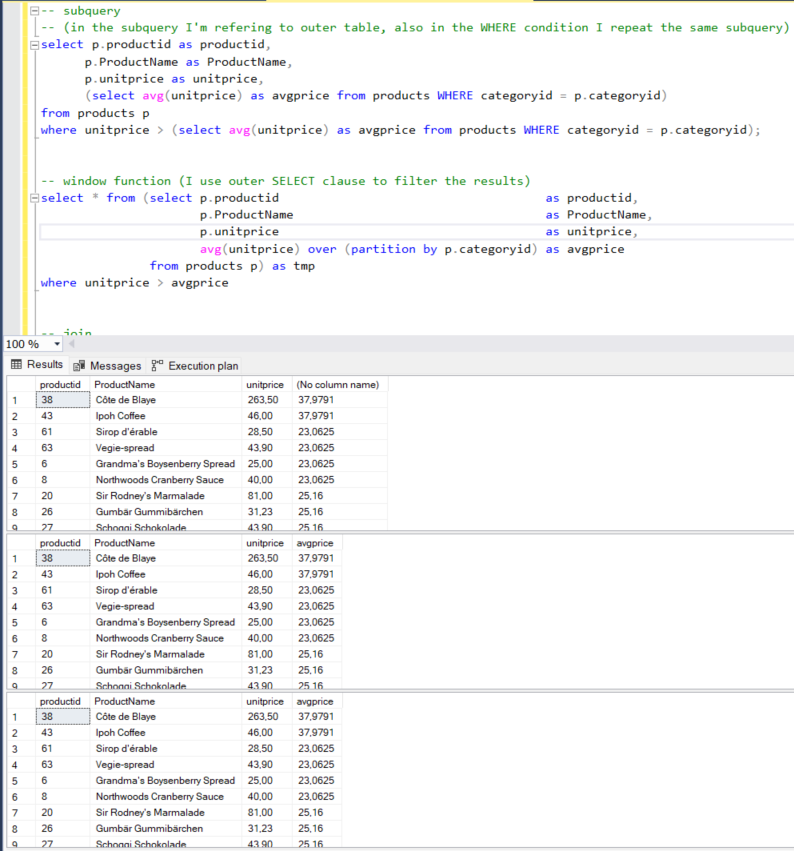 -- subquery
-- (in the subquery I'm refering to outer table, also in the WHERE condition I repeat the same subquery)
select p.productid as productid,
p.ProductName as ProductName,
p.unitprice as unitprice,
(select avg(unitprice) as avgprice from products WHERE categoryid = p.categoryid)
from products p
where unitprice > (select avg(unitprice) as avgprice from products WHERE categoryid = p.categoryid);
-- window function (I use outer SELECT clause to filter the results)
select * from (select p.productid as productid,
p.ProductName as ProductName,
p.unitprice as unitprice,
avg(unitprice) over (partition by p.categoryid) as avgprice
from products p) as tmp
where unitprice > avgprice
-- join
100 %
Results Messages Execution plan
productid ProductName unitprice (No column name)
1 38 Côte de Blaye 263,50 37,9791
2 43 Ipoh Coffee 46,00 37,9791
3 61 Sirop d'érable 28,50 23,0625
4 63 Vegie-spread 43,90 23,0625
5 6 Grandma's Boysenberry Spread 25,00 23,0625
6 8 Northwoods Cranberry Sauce 40,00 23,0625
7 20 Sir Rodney's Marmalade 81,00 25,16
8 26 Gumbär Gummibärchen 31,23 25,16
9 27 Schoggi Schokolade 43,90 25,16
productid ProductName unitprice avgprice
1 38 Côte de Blaye 263,50 37,9791
2 43 Ipoh Coffee 46,00 37,9791
3 61 Sirop d'érable 28,50 23,0625
4 63 Vegie-spread 43,90 23,0625
5 6 Grandma's Boysenberry Spread 25,00 23,0625
6 8 Northwoods Cranberry Sauce 40,00 23,0625
7 20 Sir Rodney's Marmalade 81,00 25,16
8 26 Gumbär Gummibärchen 31,23 25,16
9 27 Schoggi Schokolade 43,90 25,16
productid ProductName unitprice avgprice
1 38 Côte de Blaye 263,50 37,9791
2 43 Ipoh Coffee 46,00 37,9791
3 61 Sirop d'érable 28,50 23,0625
4 63 Vegie-spread 43,90 23,0625
5 6 Grandma's Boysenberry Spread 25,00 23,0625
6 8 Northwoods Cranberry Sauce 40,00 23,0625
7 20 Sir Rodney's Marmalade 81,00 25,16
8 26 Gumbär Gummibärchen 31,23 25,16
9 27 Schoggi Schokolade 43,90 25,16